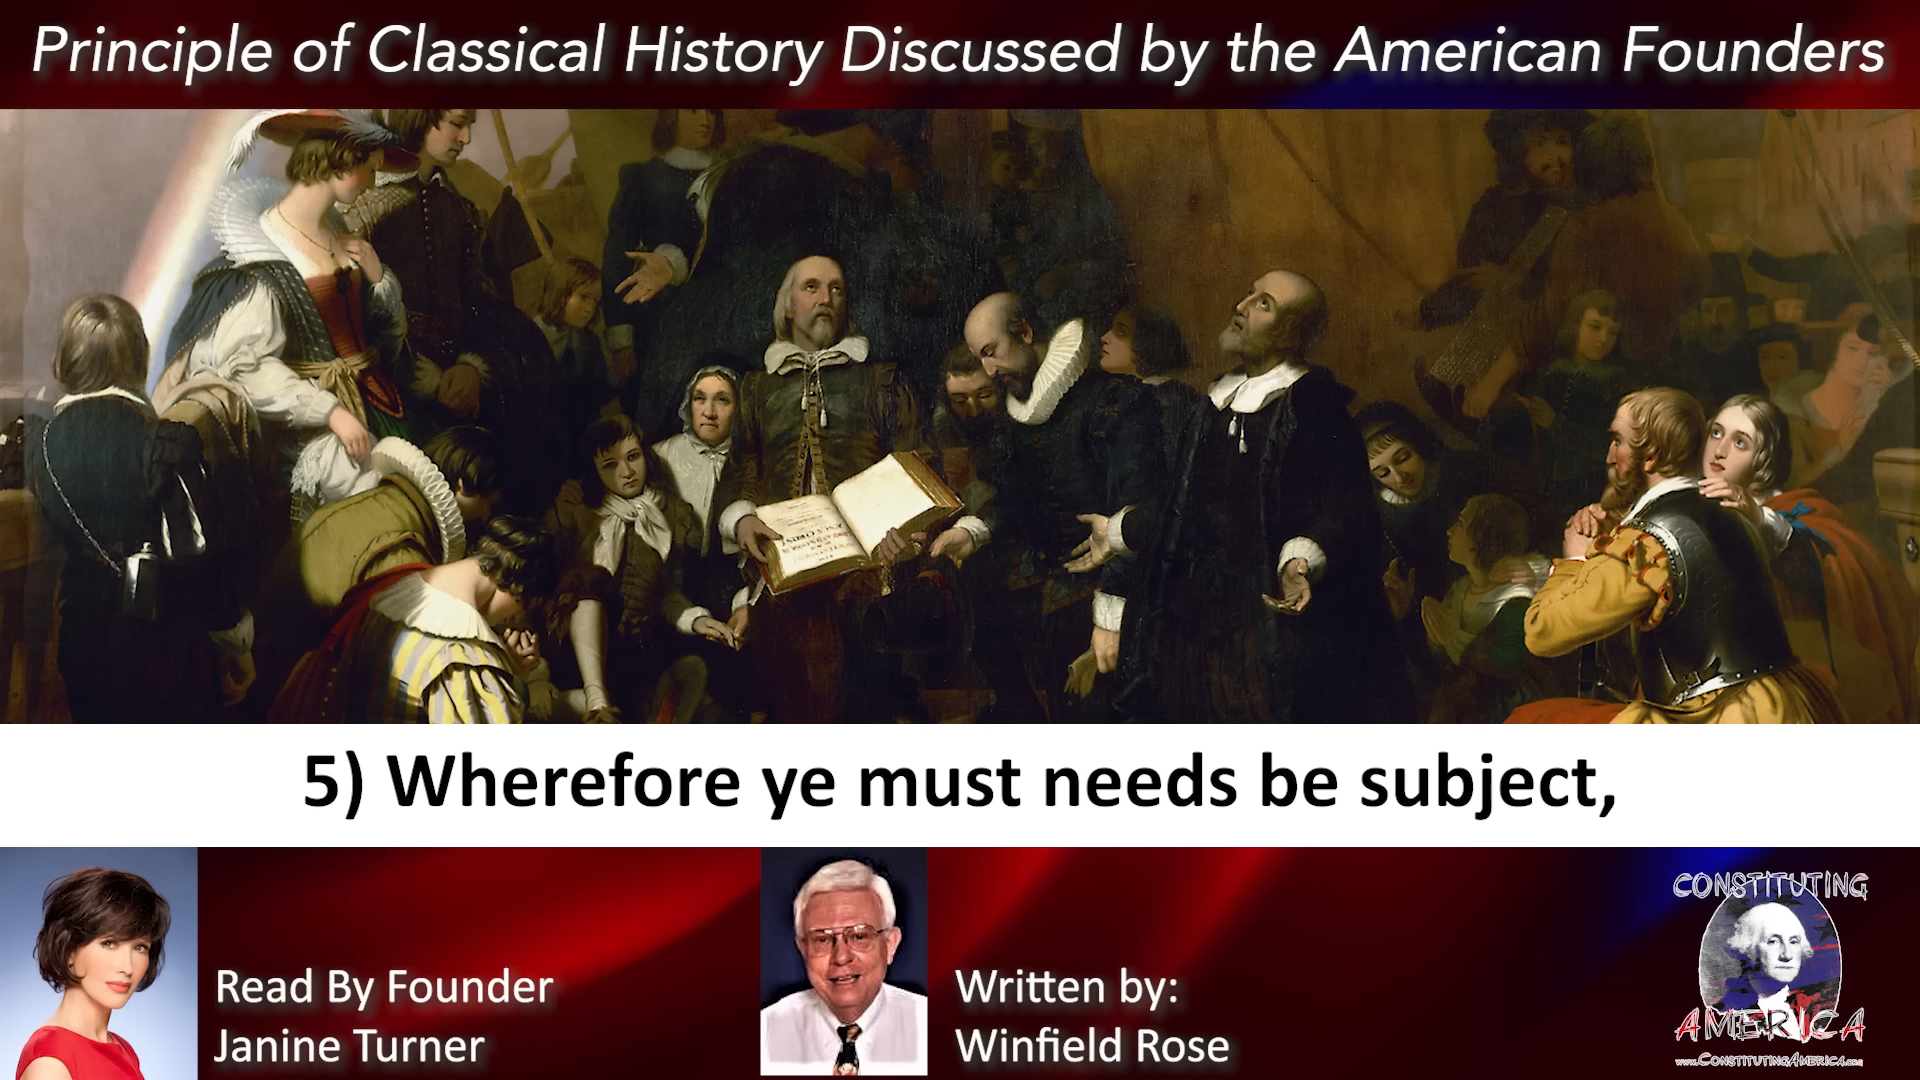 Principle of Classical History Discussed by the American Founders
5) Wherefore ye must needs be subject,
Read By Founder
Janine Turner
Written by:
Winfield Rose
CONSTITUTING
AMERICA
www.CONSTITUTINGAMERICA.org